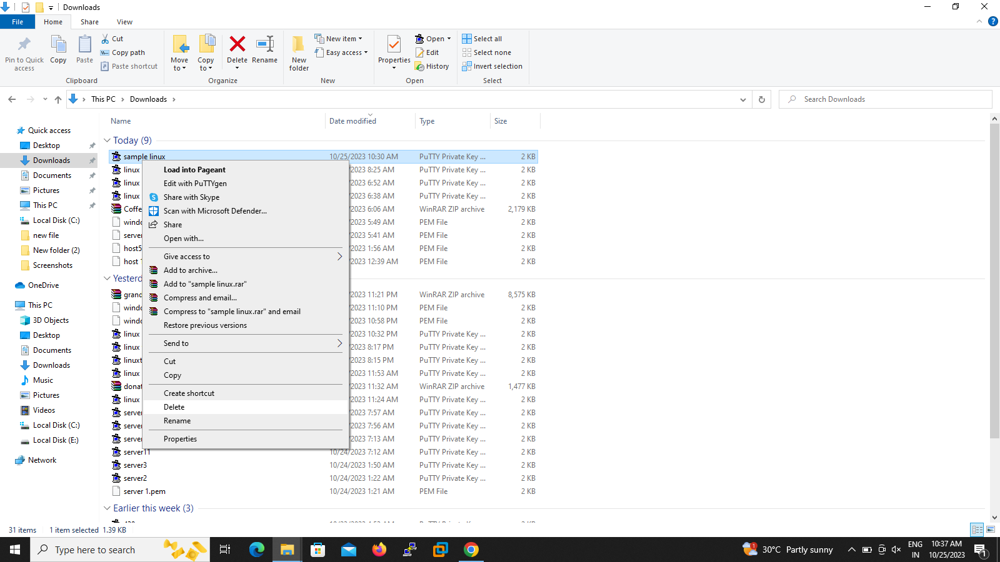 Downloads
File Home Share View
Pin to Quick access
Copy
Paste
Cut
Copy path
Paste shortcut
Clipboard
Move to
Copy to
Delete
Rename
Organize
New folder
New item
Easy access
New
Properties
Open
Edit
History
Open
Select all
Select none
Invert selection
Select
This PC > Downloads >
Search Downloads
Name Date modified Type Size
Quick access
Desktop
Downloads
Documents
Pictures
This PC
Local Disk (C:)
new file
New folder (2)
Screenshots
OneDrive
This PC
3D Objects
Desktop
Documents
Downloads
Music
Pictures
Videos
Local Disk (C:)
Local Disk (E:)
Network
Today (9)
sample linux 10/25/2023 10:30 AM PuTTY Private Key ... 2 KB
linux /2023 8:25 AM PuTTY Private Key ... 2 KB
linux /2023 6:52 AM PuTTY Private Key ... 2 KB
linux /2023 6:38 AM PuTTY Private Key ... 2 KB
Coffe /2023 6:06 AM WinRAR ZIP archive 2,179 KB
windo /2023 5:49 AM PEM File 2 KB
server /2023 5:41 AM PEM File 2 KB
host5 /2023 1:56 AM PEM File 2 KB
host 1 /2023 12:39 AM PEM File 2 KB
Yesterd
grand /2023 11:21 PM WinRAR ZIP archive 8,575 KB
windo /2023 11:10 PM PEM File 2 KB
windo /2023 10:58 PM PEM File 2 KB
linux /2023 10:32 PM PuTTY Private Key ... 2 KB
linux /2023 8:17 PM PuTTY Private Key ... 2 KB
linuxt /2023 8:15 PM PuTTY Private Key ... 2 KB
linux /2023 11:53 AM PuTTY Private Key ... 2 KB
donat /2023 11:32 AM WinRAR ZIP archive 1,477 KB
linux /2023 11:24 AM PuTTY Private Key ... 2 KB
server /2023 7:57 AM PuTTY Private Key ... 2 KB
server /2023 7:56 AM PuTTY Private Key ... 2 KB
server /2023 7:13 AM PuTTY Private Key ... 2 KB
server11 10/24/2023 7:12 AM PuTTY Private Key ... 2 KB
server3 10/24/2023 1:50 AM PuTTY Private Key ... 2 KB
server2 10/24/2023 1:22 AM PuTTY Private Key ... 2 KB
server 1.pem 10/24/2023 1:21 AM PEM File 2 KB
Earlier this week (3)
Load into Pageant
Edit with PuTTYgen
Share with Skype
Scan with Microsoft Defender...
Share
Open with...
Give access to
Add to archive...
Add to "sample linux.rar"
Compress and email...
Compress to "sample linux.rar" and email
Restore previous versions
Send to
Cut
Copy
Create shortcut
Delete
Rename
Properties
31 items 1 item selected 1.39 KB
Type here to search
1
30°C Partly sunny
ENG
IN
10:37 AM
10/25/2023
1